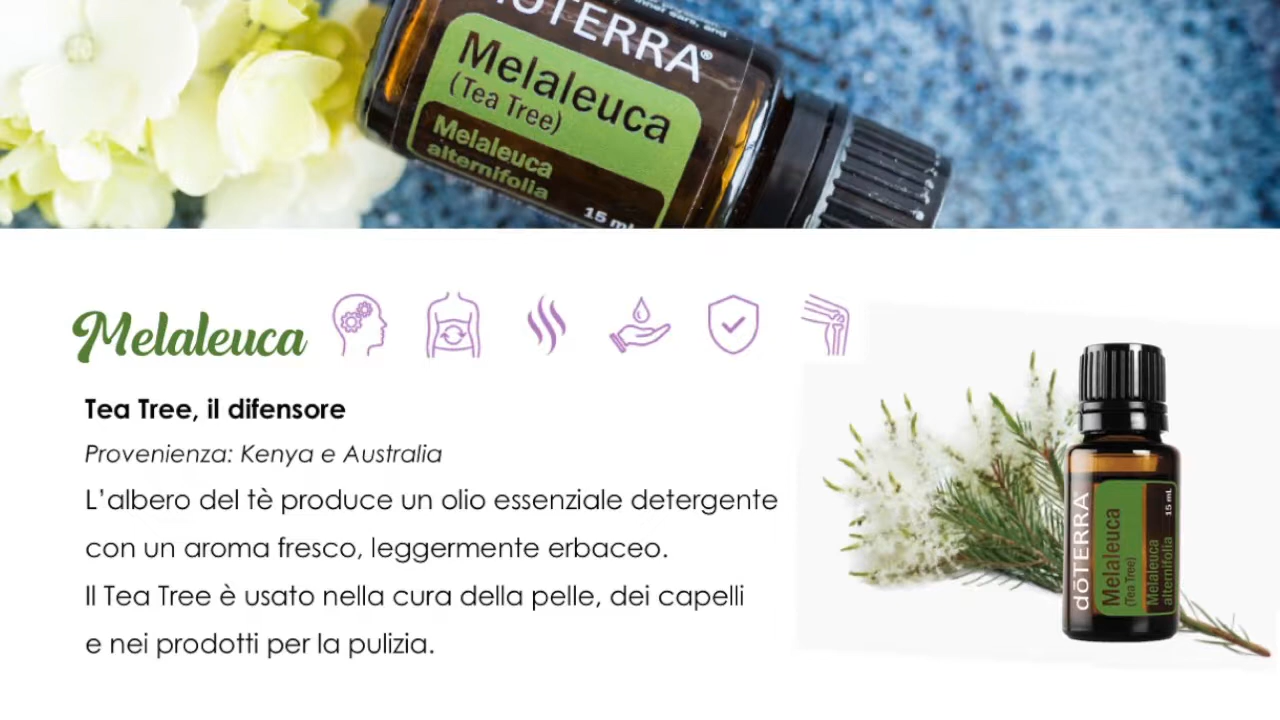 dōTERRA®
Melaleuca
(Tea Tree)
Melaleuca
alternifolia
15 mL
Melaleuca
Tea Tree, il difensore
Provenienza: Kenya e Australia
L’albero del tè produce un olio essenziale detergente
con un aroma fresco, leggermente erbaceo.
Il Tea Tree è usato nella cura della pelle, dei capelli
e nei prodotti per la pulizia.
dōTERRA
Melaleuca
(Tea Tree)
Melaleuca
alternifolia
15 mL